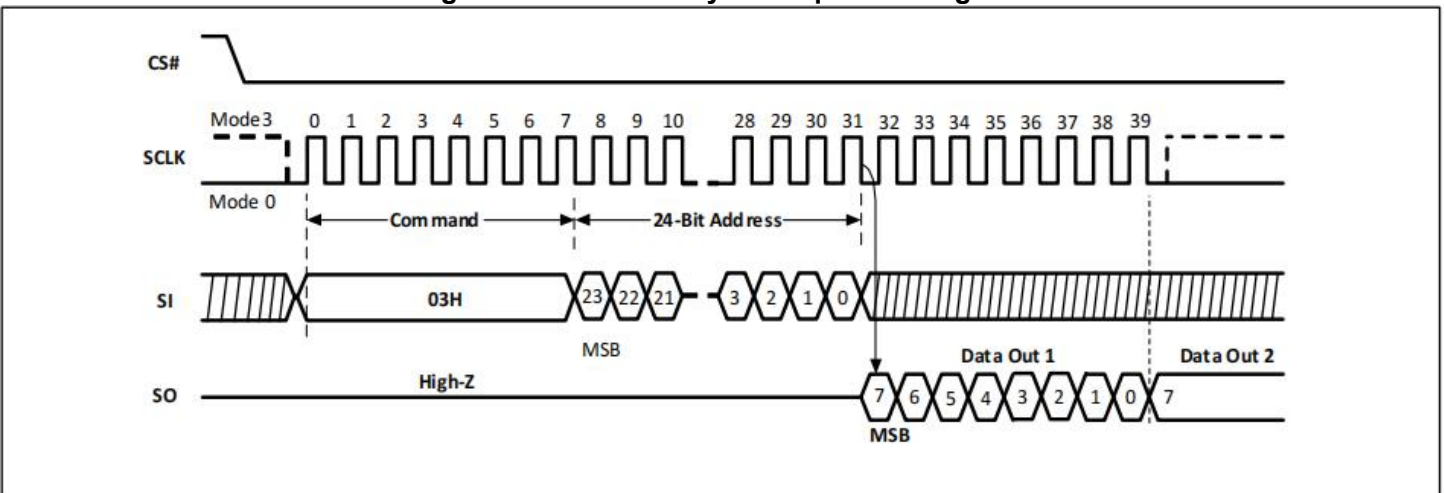 CS#
Mode3 0 1 2 3 4 5 6 7 8 9 10 28 29 30 31 32 33 34 35 36 37 38 39
SCLK
Mode 0
Command 24-Bit Address
SI 03H 23 22 21 3 2 1 0
MSB Data Out 1 Data Out 2
High-Z
SO 7 6 5 4 3 2 1 0 7
MSB